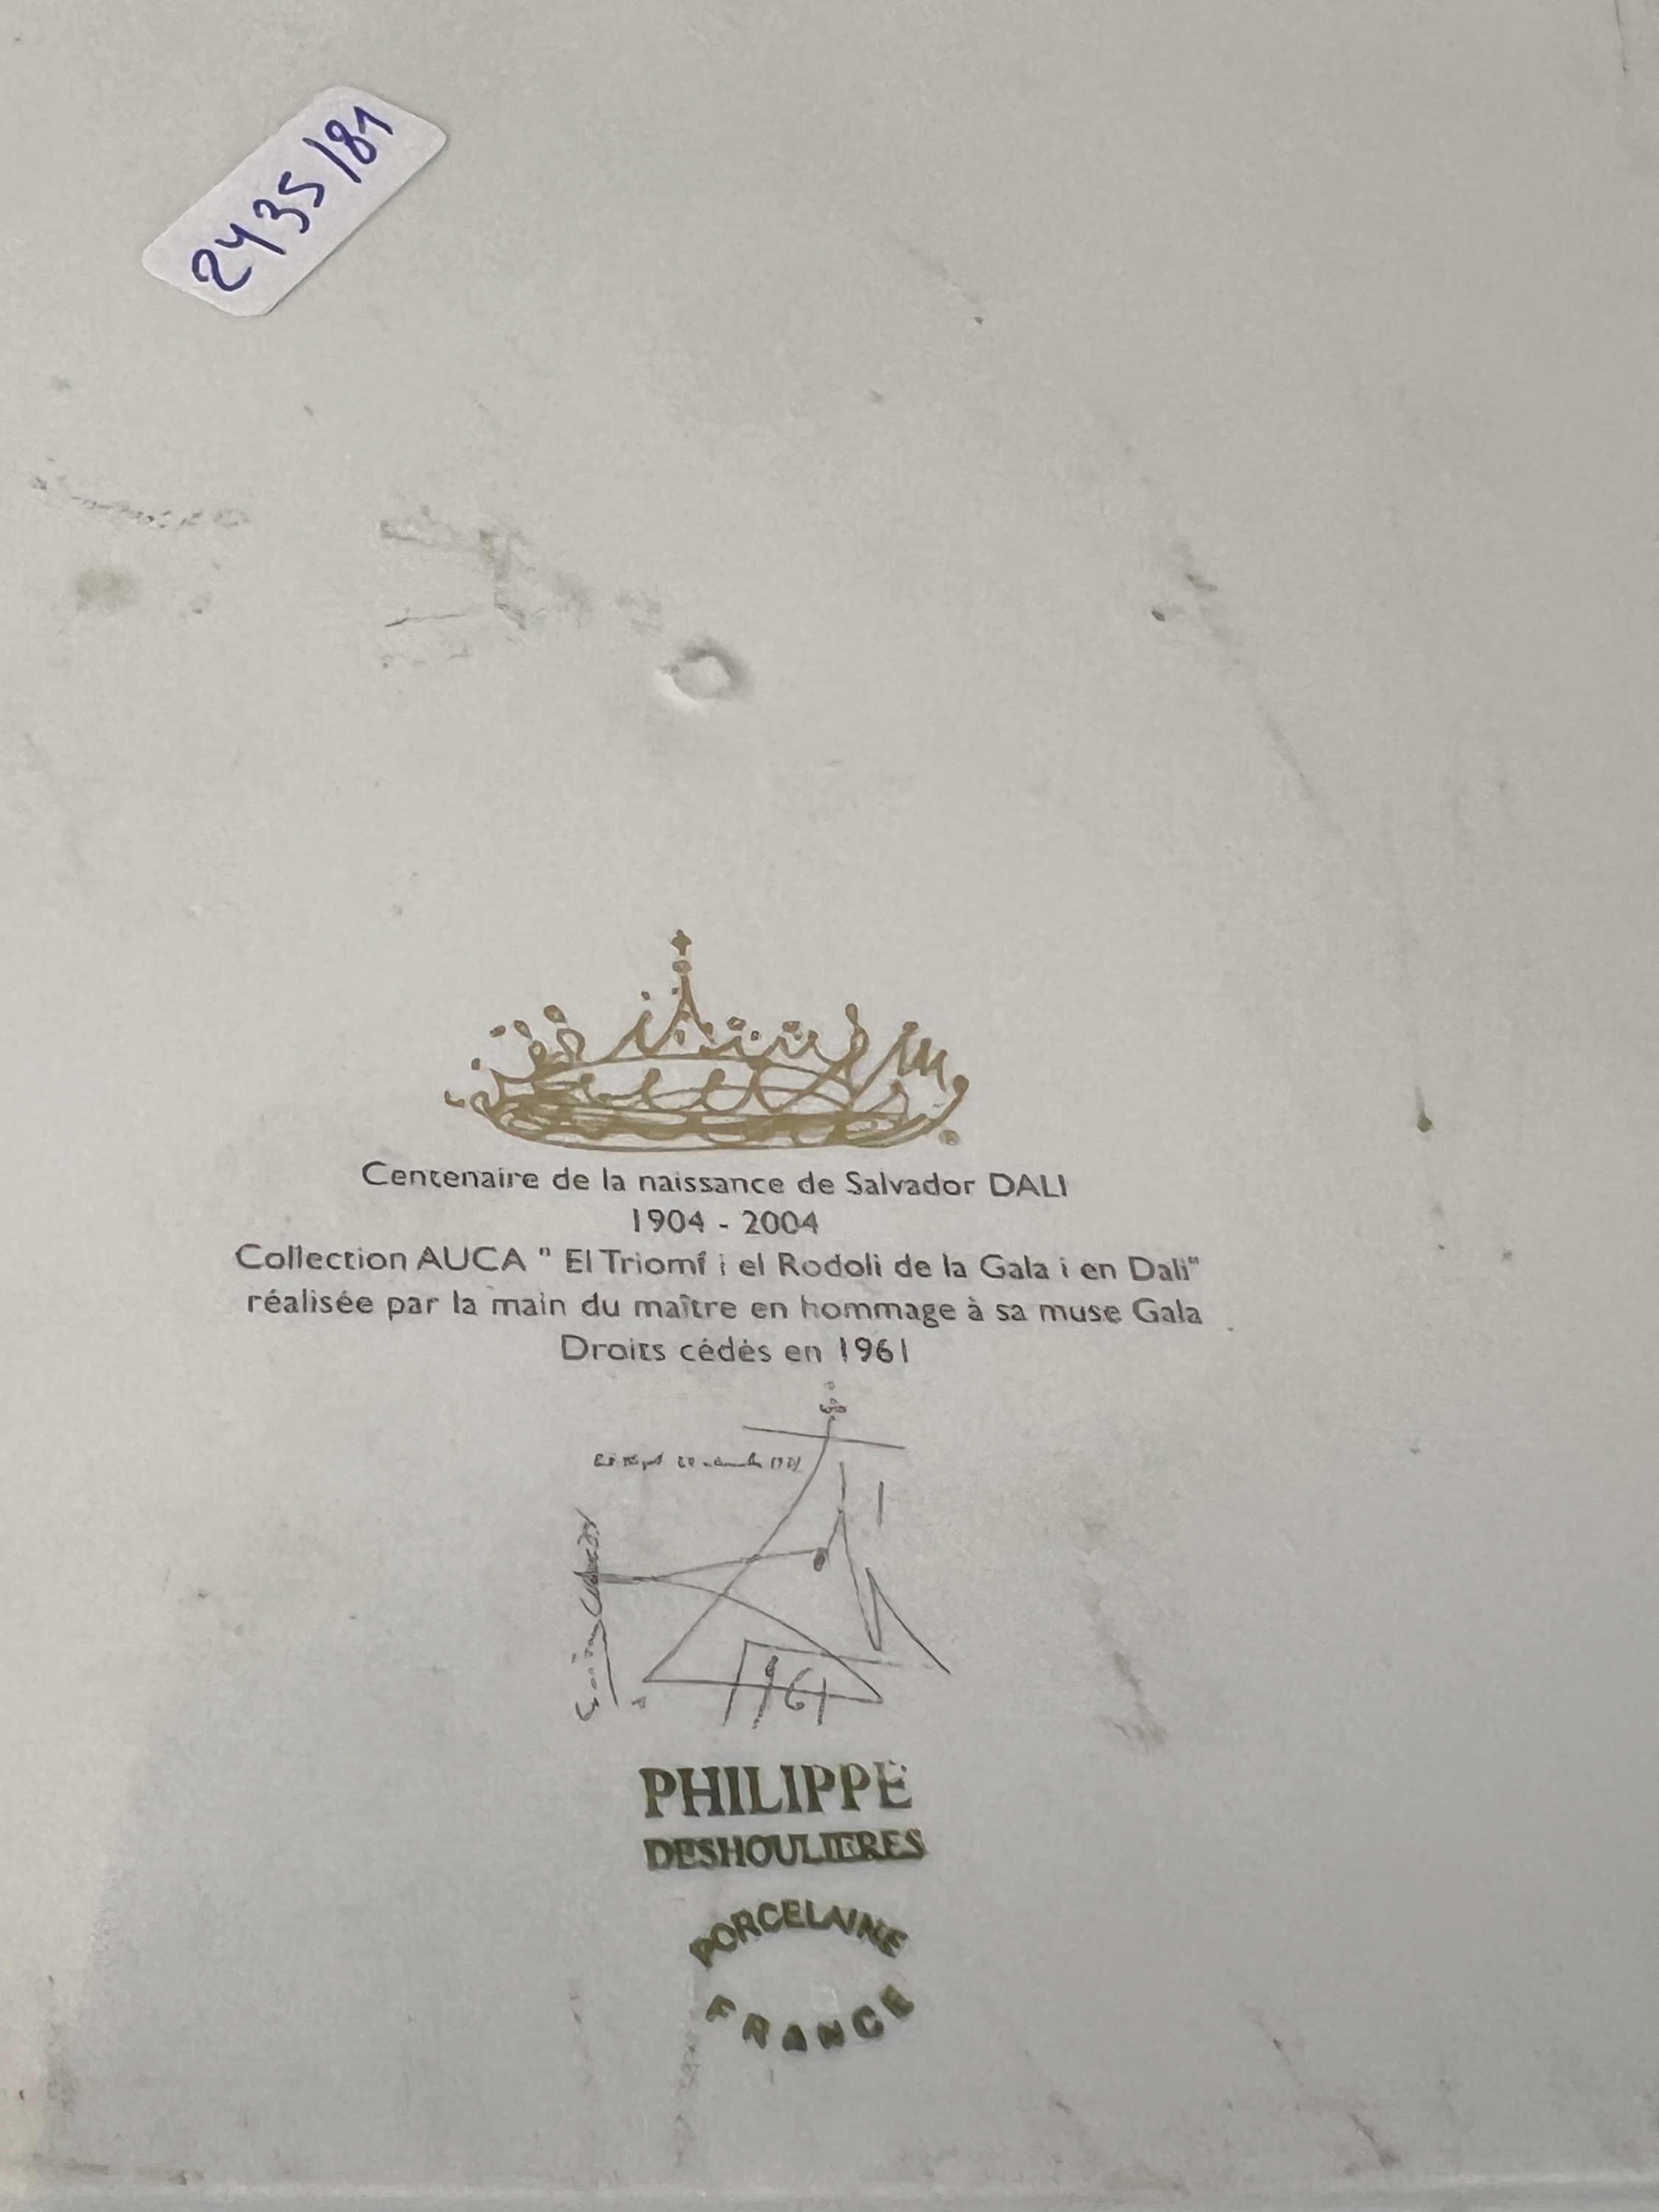 2435/81
Centenaire de la naissance de Salvador DALI
1904 - 2004
Collection AUCA " El Triomf i el Rodoli de la Gala i en Dali"
réalisée par la main du maître en hommage à sa muse Gala
Droits cédés en 1961
1961
PHILIPPE
DESHOULIERES
PORCELAINE
FRANCE